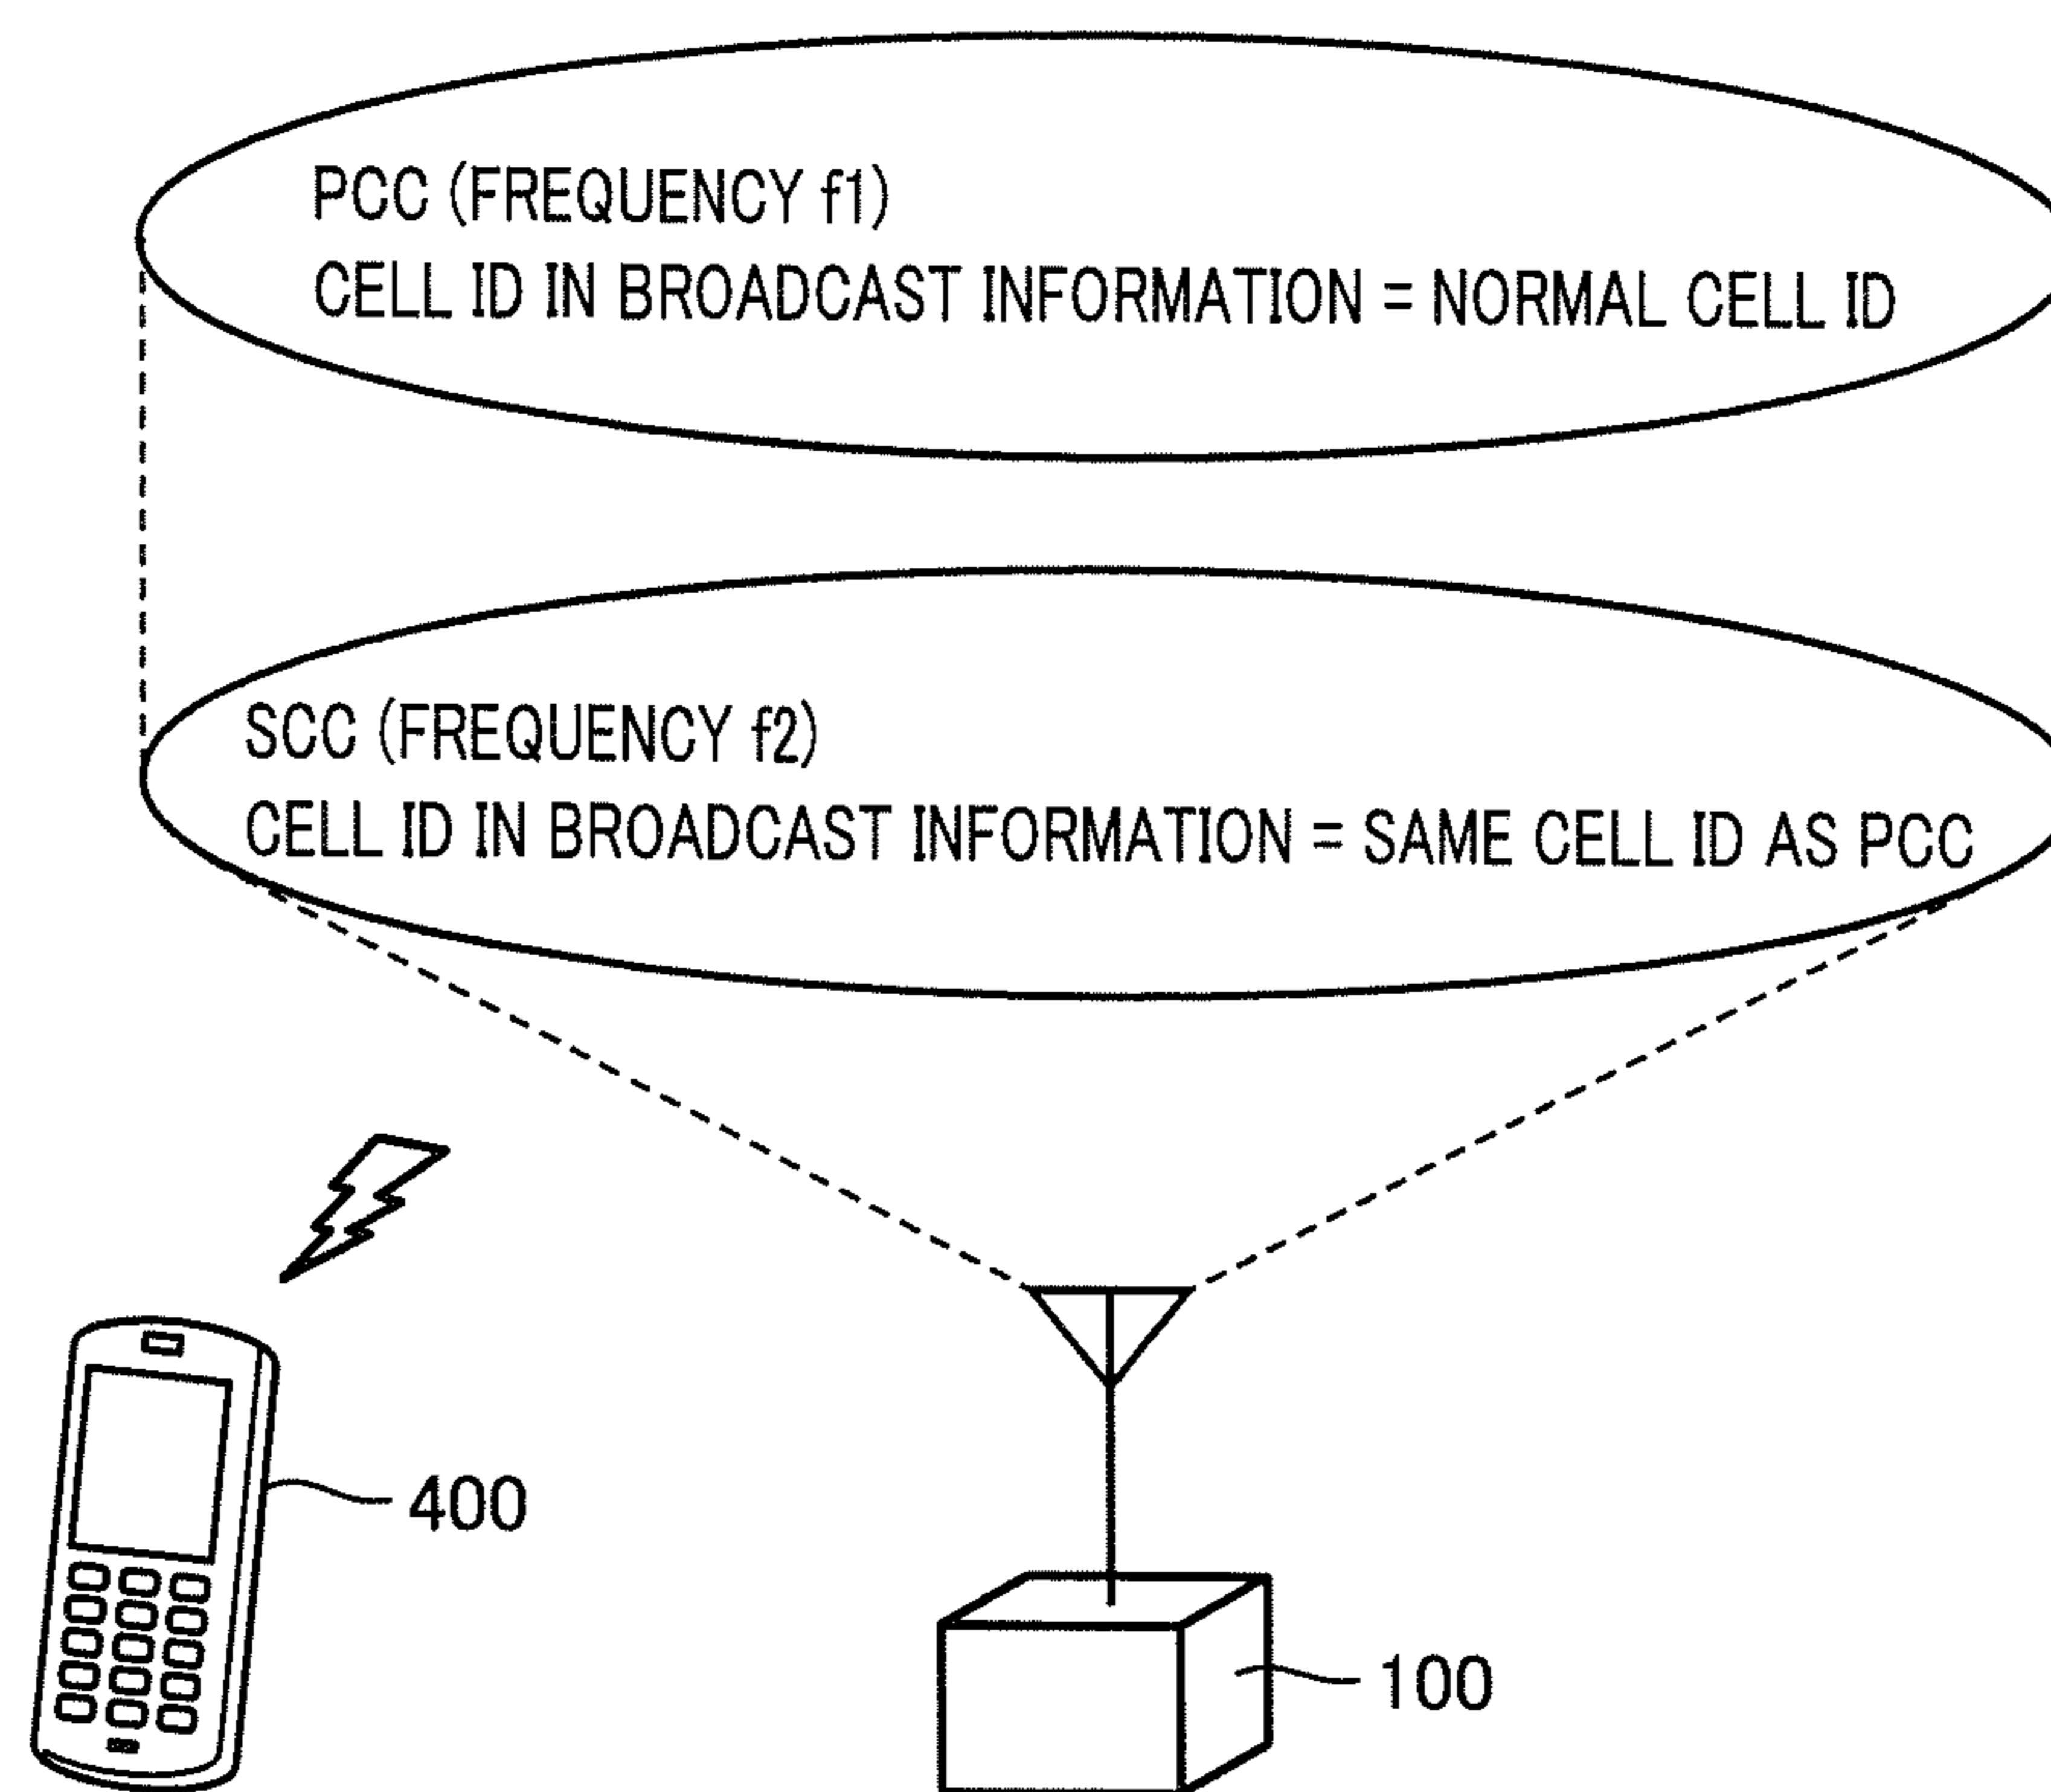 PCC (FREQUENCY f1)
CELL ID IN BROADCAST INFORMATION = NORMAL CELL ID
SCC (FREQUENCY f2)
CELL ID IN BROADCAST INFORMATION = SAME CELL ID AS PCC
400
100